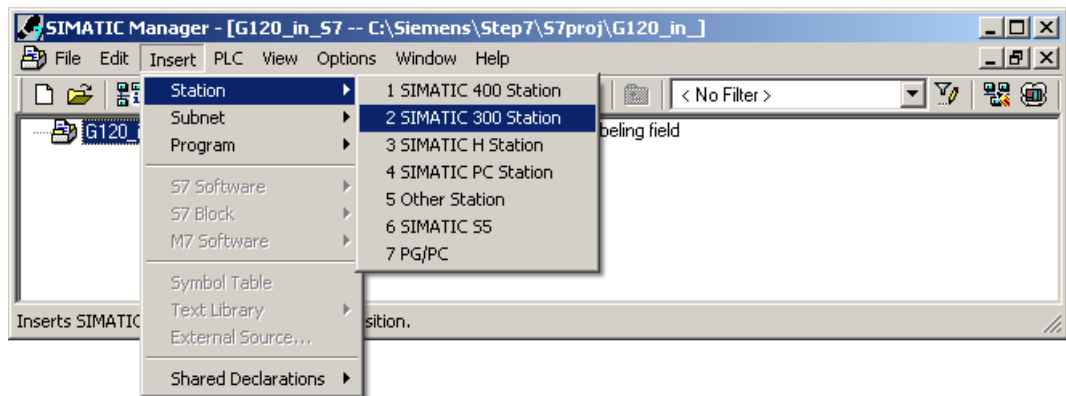 SIMATIC Manager - [G120_in_S7 -- C:\Siemens\Step7\S7proj\G120_in_]
File Edit Insert PLC View Options Window Help
< No Filter >
Station
Subnet
Program
S7 Software
S7 Block
M7 Software
Symbol Table
Text Library
External Source...
Shared Declarations
1 SIMATIC 400 Station
2 SIMATIC 300 Station
3 SIMATIC H Station
4 SIMATIC PC Station
5 Other Station
6 SIMATIC S5
7 PG/PC
G120_i
beling field
Inserts SIMATIC
sition.